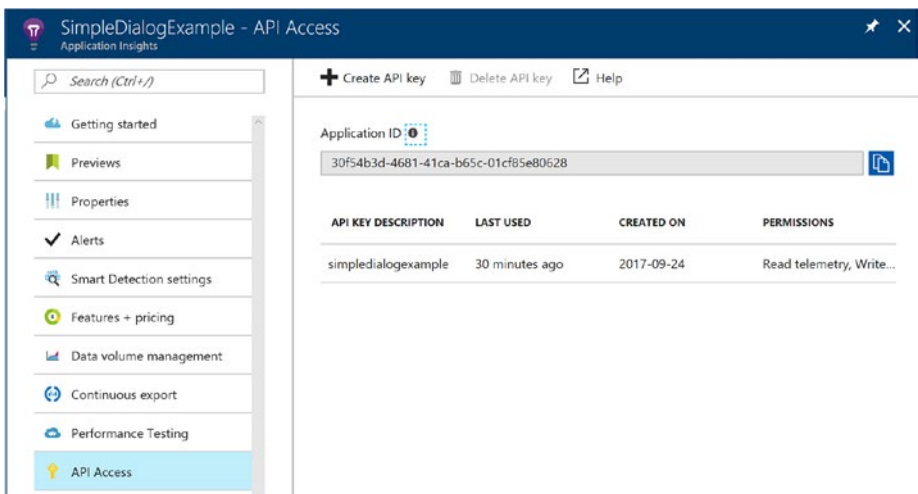 SimpleDialogExample - API Access
Application Insights
Search (Ctrl+/)
Create API key
Delete API key
Help
Getting started
Previews
Properties
Alerts
Smart Detection settings
Features + pricing
Data volume management
Continuous export
Performance Testing
API Access
Application ID
30f54b3d-4681-41ca-b65c-01cf85e80628
API KEY DESCRIPTION LAST USED CREATED ON PERMISSIONS
simpledialogexample 30 minutes ago 2017-09-24 Read telemetry, Write...